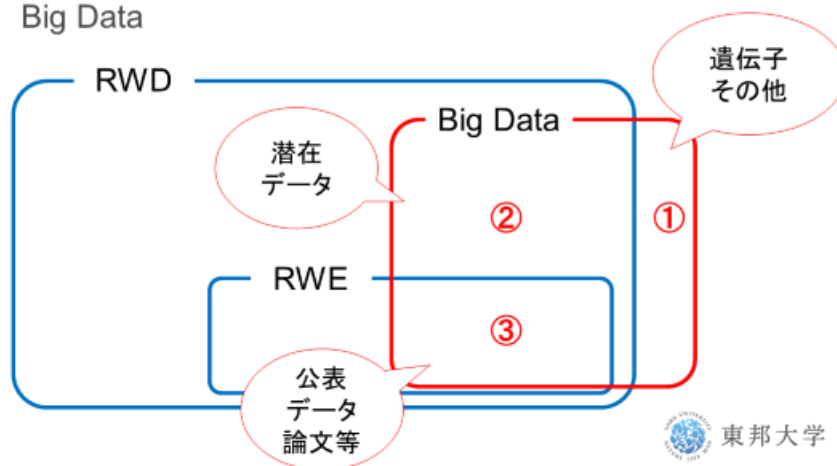 Big Data
RWD
遺伝子
その他
Big Data
潜在
データ
②
①
RWE
③
公表
データ
論文等
東邦大学